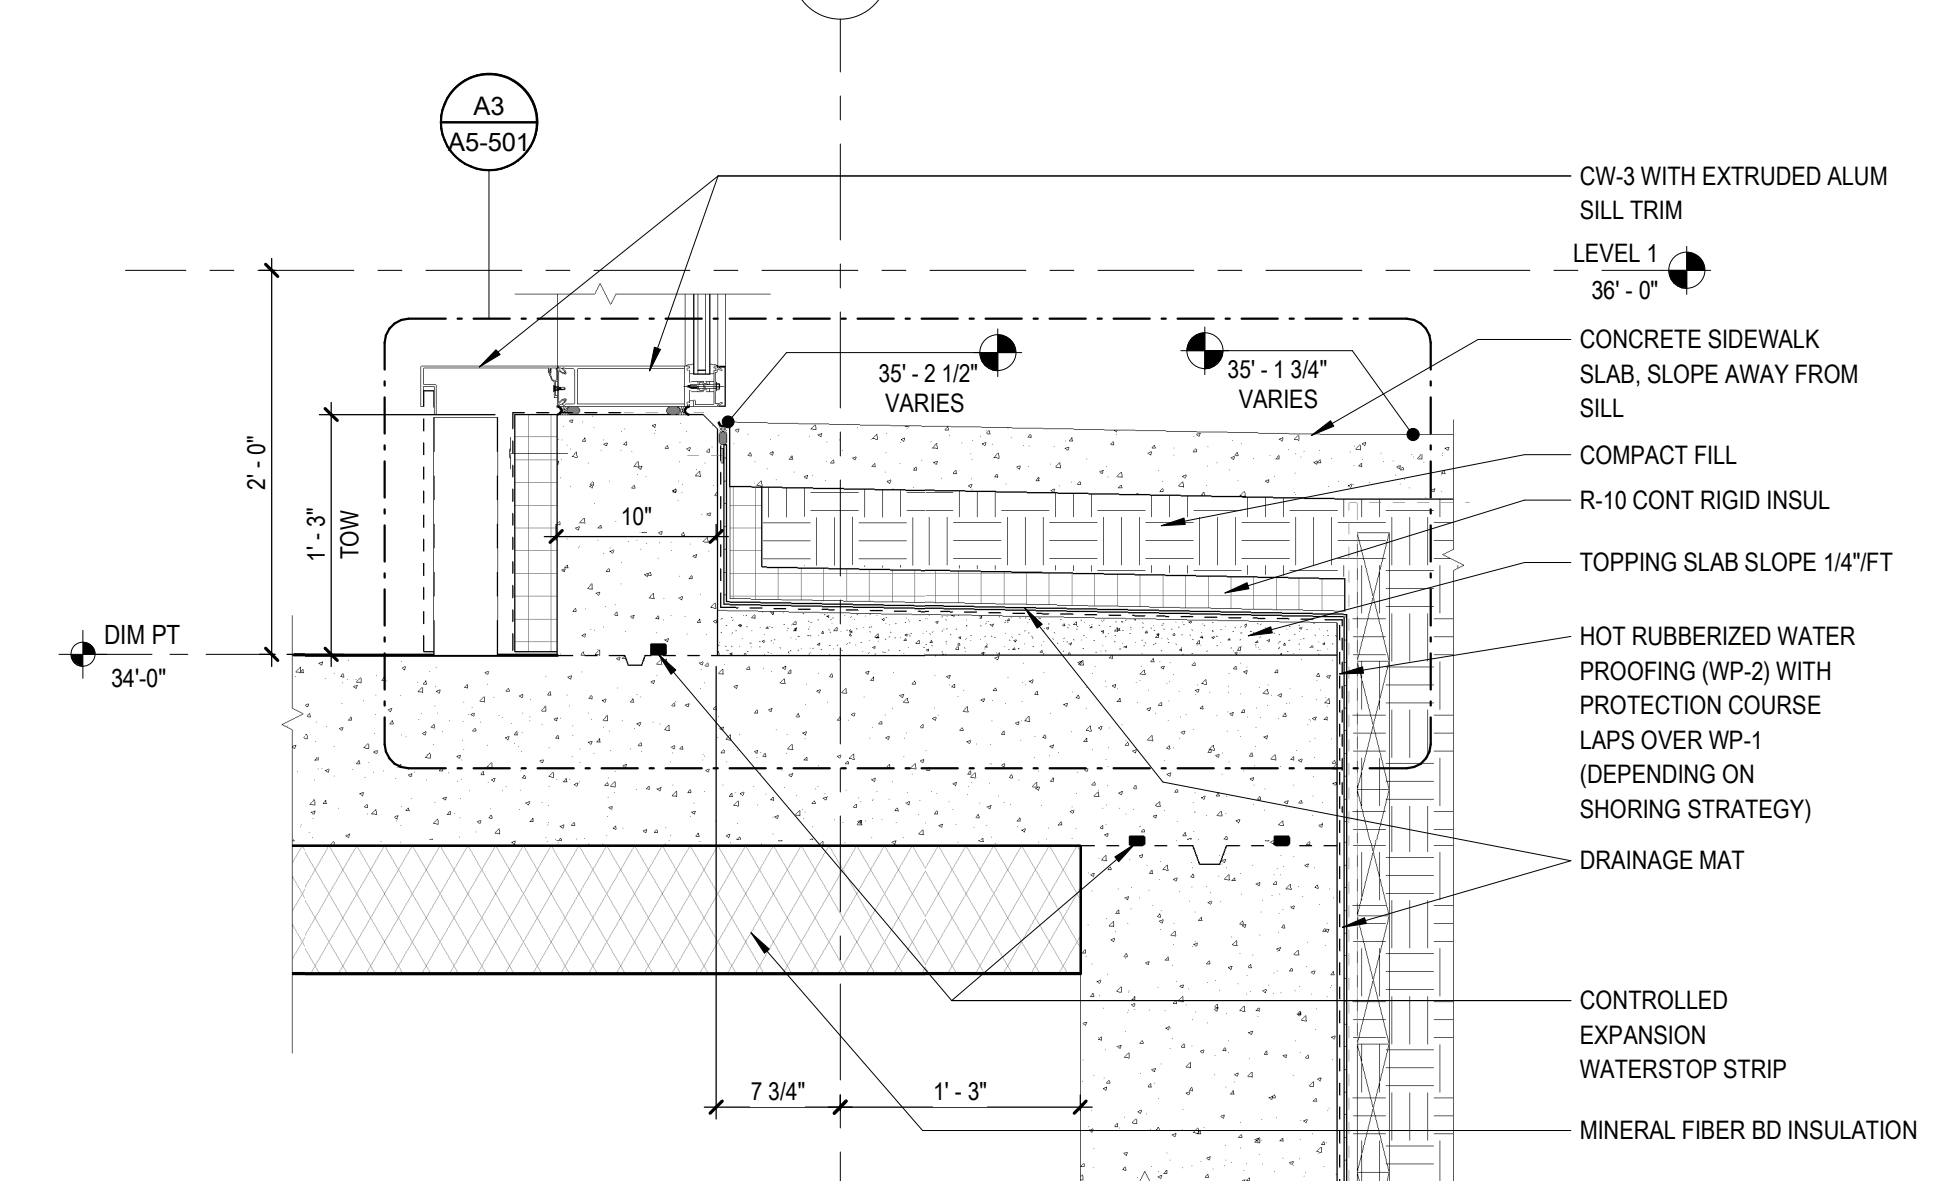 A3
A5-501
CW-3 WITH EXTRUDED ALUM
SILL TRIM
LEVEL 1
36' - 0"
CONCRETE SIDEWALK
SLAB, SLOPE AWAY FROM
SILL
35' - 2 1/2"
VARIES
35' - 1 3/4"
VARIES
COMPACT FILL
R-10 CONT RIGID INSUL
TOPPING SLAB SLOPE 1/4"/FT
2' - 0"
1' - 3"
TOW
10"
DIM PT
34'-0"
HOT RUBBERIZED WATER
PROOFING (WP-2) WITH
PROTECTION COURSE
LAPS OVER WP-1
(DEPENDING ON
SHORING STRATEGY)
DRAINAGE MAT
CONTROLLED
EXPANSION
WATERSTOP STRIP
7 3/4"
1' - 3"
MINERAL FIBER BD INSULATION